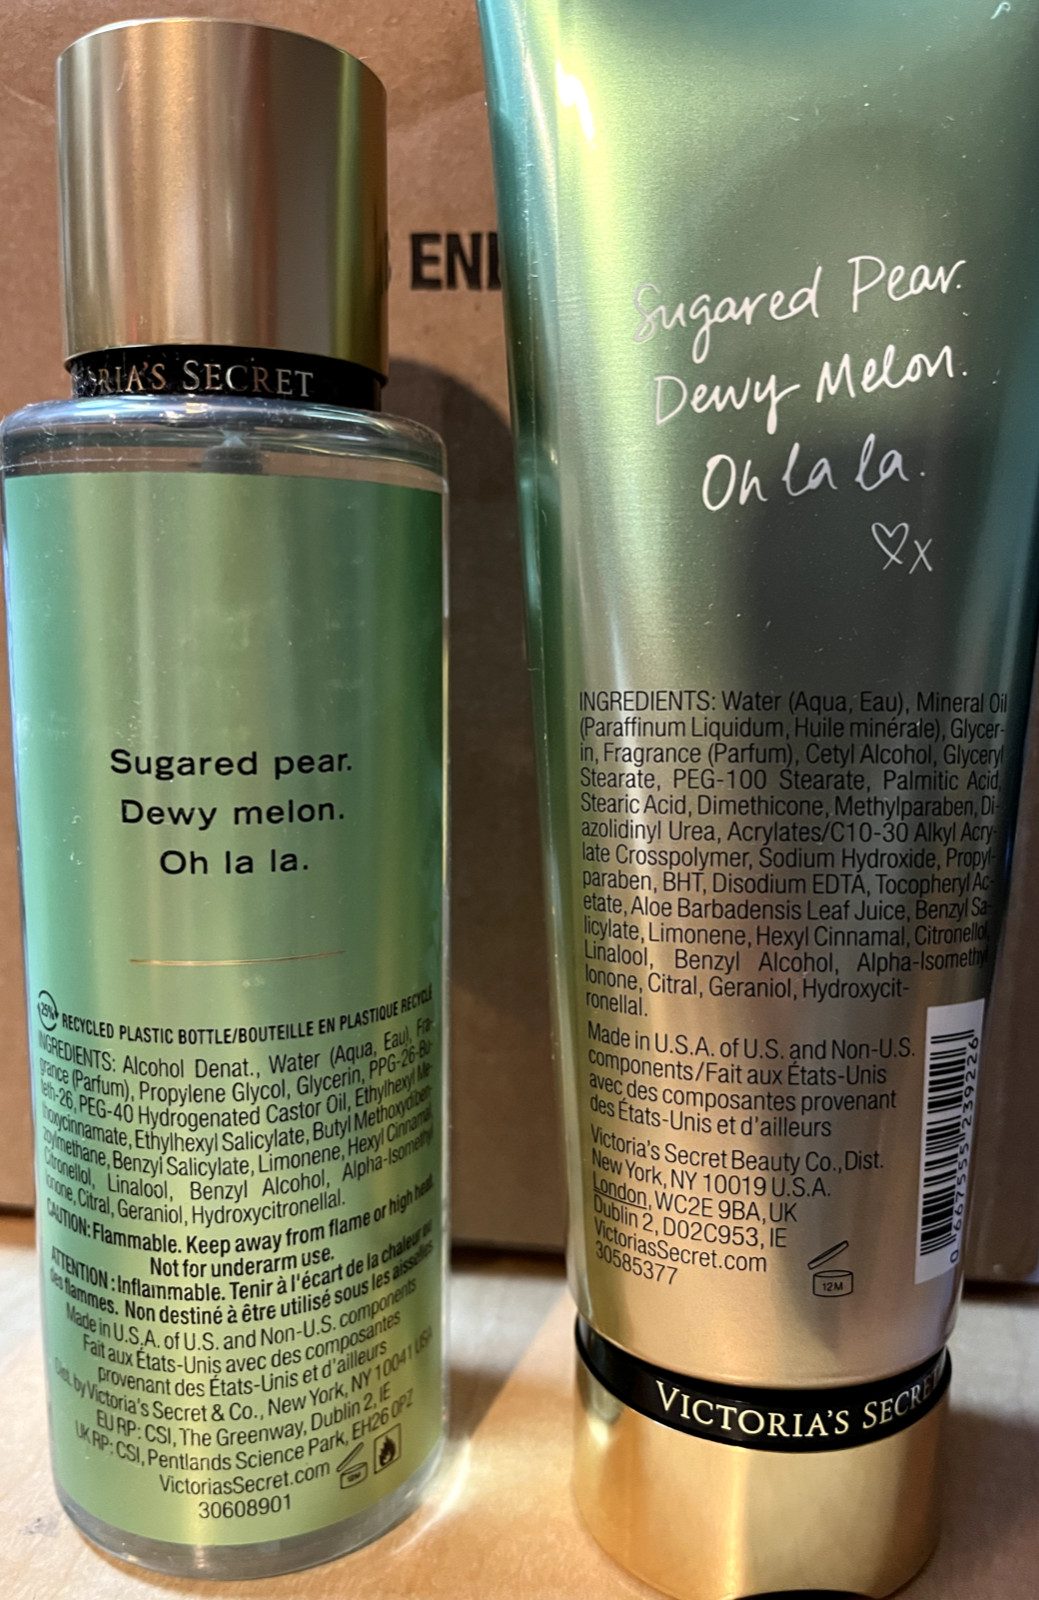 ENE
RIA'S SECRET
Sugared pear.
Dewy melon.
Oh la la.
25%
RECYCLED PLASTIC BOTTLE/BOUTEILLE EN PLASTIQUE RECYCLÉ
INGREDIENTS: Alcohol Denat., Water (Aqua, Eau), Fra-
grance (Parfum), Propylene Glycol, Glycerin, PPG-26-Bu-
teth-26, PEG-40 Hydrogenated Castor Oil, Ethylhexyl Me-
thoxycinnamate, Ethylhexyl Salicylate, Butyl Methoxydiben-
zoylmethane, Benzyl Salicylate, Limonene, Hexyl Cinnamal,
Citronellol, Linalool, Benzyl Alcohol, Alpha-Isomethyl
Ionone, Citral, Geraniol, Hydroxycitronellal.
CAUTION: Flammable. Keep away from flame or high heat.
Not for underarm use.
ATTENTION : Inflammable. Tenir à l'écart de la chaleur ou
des flammes. Non destiné à être utilisé sous les aisselles
Made in U.S.A. of U.S. and Non-U.S. components
Fait aux États-Unis avec des composantes
provenant des États-Unis et d'ailleurs
Dist. by Victoria's Secret & Co., New York, NY 10041 USA
EU RP: CSI, The Greenway, Dublin 2, IE
UK RP: CSI, Pentlands Science Park, EH26 0PZ
VictoriasSecret.com
12M
30608901
Sugared Pear.
Dewy Melon.
Oh la la.
♡x
INGREDIENTS: Water (Aqua, Eau), Mineral Oil
(Paraffinum Liquidum, Huile minérale), Glycer-
in, Fragrance (Parfum), Cetyl Alcohol, Glyceryl
Stearate, PEG-100 Stearate, Palmitic Acid,
Stearic Acid, Dimethicone, Methylparaben, Di-
azolidinyl Urea, Acrylates/C10-30 Alkyl Acry-
late Crosspolymer, Sodium Hydroxide, Propyl-
paraben, BHT, Disodium EDTA, Tocopheryl Ac-
etate, Aloe Barbadensis Leaf Juice, Benzyl Sa-
licylate, Limonene, Hexyl Cinnamal, Citronellol,
Linalool, Benzyl Alcohol, Alpha-Isomethyl
Ionone, Citral, Geraniol, Hydroxycit-
ronellal.
Made in U.S.A. of U.S. and Non-U.S.
components/Fait aux États-Unis
avec des composantes provenant
des États-Unis et d'ailleurs
Victoria's Secret Beauty Co., Dist.
New York, NY 10019 U.S.A.
London, WC2E 9BA, UK
Dublin 2, D02C953, IE
VictoriasSecret.com
30585377
12M
0 667555 239226
VICTORIA'S SECRET